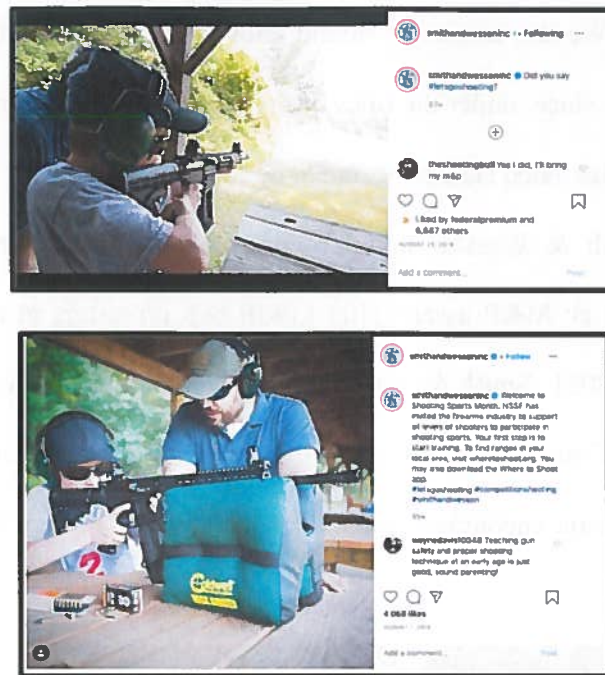 smithandwessoninc • Following
smithandwessoninc Did you say
#letsgoshooting?
theshootingbull Yes I did, I'll bring
my m&p
Liked by federalpremium and
6,667 others
Add a comment... Post
smithandwessoninc • Follow
smithandwessoninc Welcome to
Shooting Sports Month. NSSF has
invited the firearms industry to support
all levels of shooters to participate in
shooting sports. Your first step is to
start training. To find ranges in your
local area, visit wheretoshoot.org. You
may also download the Where to Shoot
app.
#letsgoshooting #competitionshooting
#smithandwesson
waynedavis10048 Teaching gun
safety and proper shooting
technique at an early age is just
good, sound parenting!
4 068 likes
Add a comment... Post
Caldwell